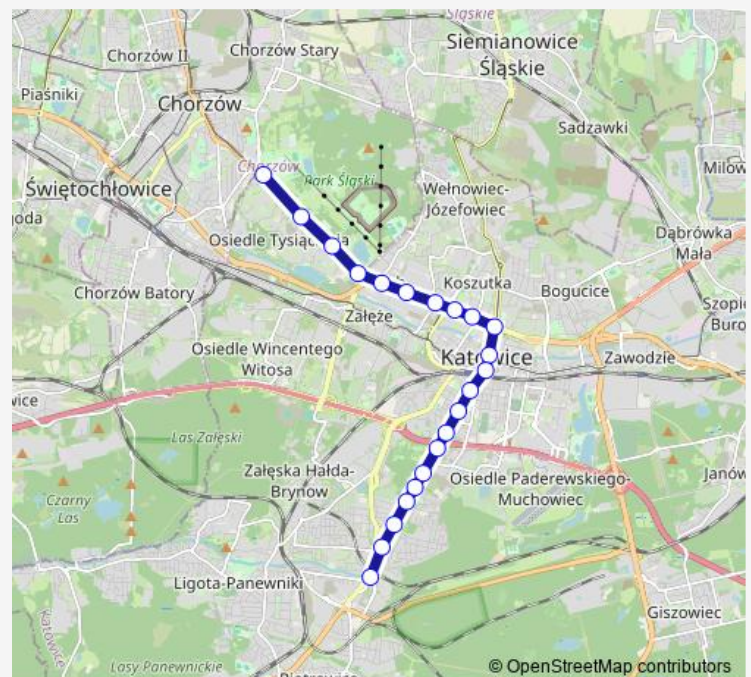 Śląskie
Siemianowice
Śląskie
Chorzów II
Chorzów Stary
Piaśniki
Chorzów
Sadzawki
Chorzów
Park Śląski
Milow
Świętochłowice
Wełnowiec-
Józefowiec
goda
Osiedle Tysiąclecia
Dąbrówka
Mała
Chorzów Batory
Koszutka
Bogucice
Szopie
Buro
Załęże
Osiedle Wincentego
Witosa
Katowice
Zawodzie
wice
Las Załęski
Załęska Hałda-
Brynów
Osiedle Paderewskiego-
Muchowiec
Janów
Czarny
Las
Ligota-Panewniki
Giszowiec
Katowice
Lasy Panewnickie
© OpenStreetMap contributors